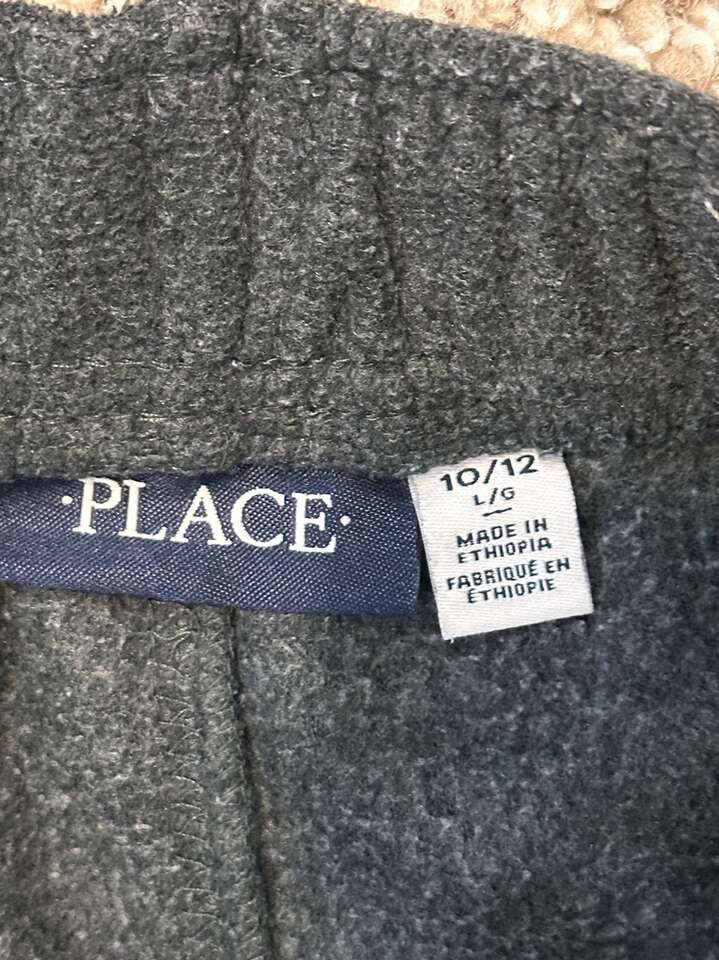 ·PLACE·
10/12
L/G
MADE IN
ETHIOPIA
FABRIQUÉ EN
ÉTHIOPIE